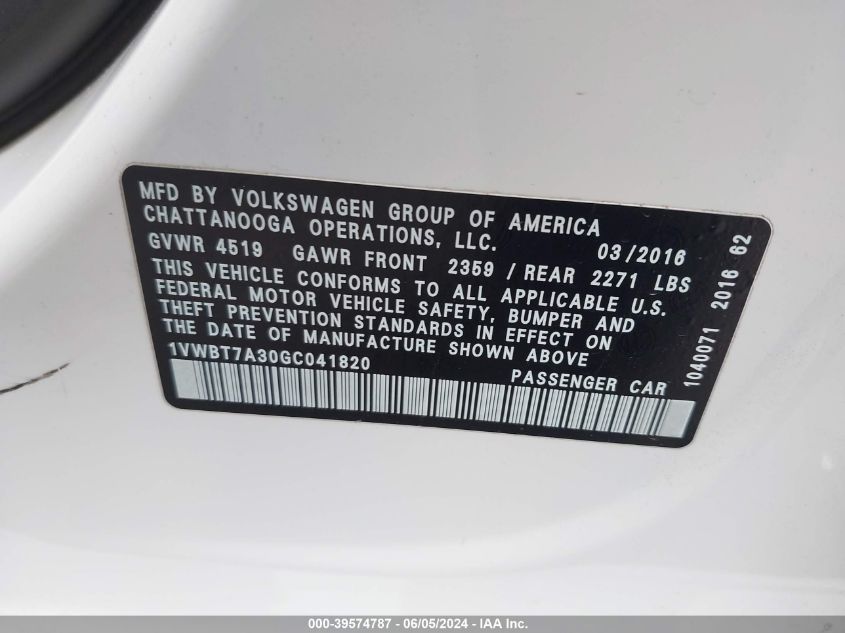 MFD BY VOLKSWAGEN GROUP OF AMERICA
CHATTANOOGA OPERATIONS, LLC. 03/2016
GVWR 4519 GAWR FRONT 2359 / REAR 2271 LBS
THIS VEHICLE CONFORMS TO ALL APPLICABLE U.S.
FEDERAL MOTOR VEHICLE SAFETY, BUMPER AND
THEFT PREVENTION STANDARDS IN EFFECT ON
THE DATE OF MANUFACTURE SHOWN ABOVE
1VWBT7A30GC041820 PASSENGER CAR
1040071 2016 62
000-39574787 - 06/05/2024 - IAA Inc.